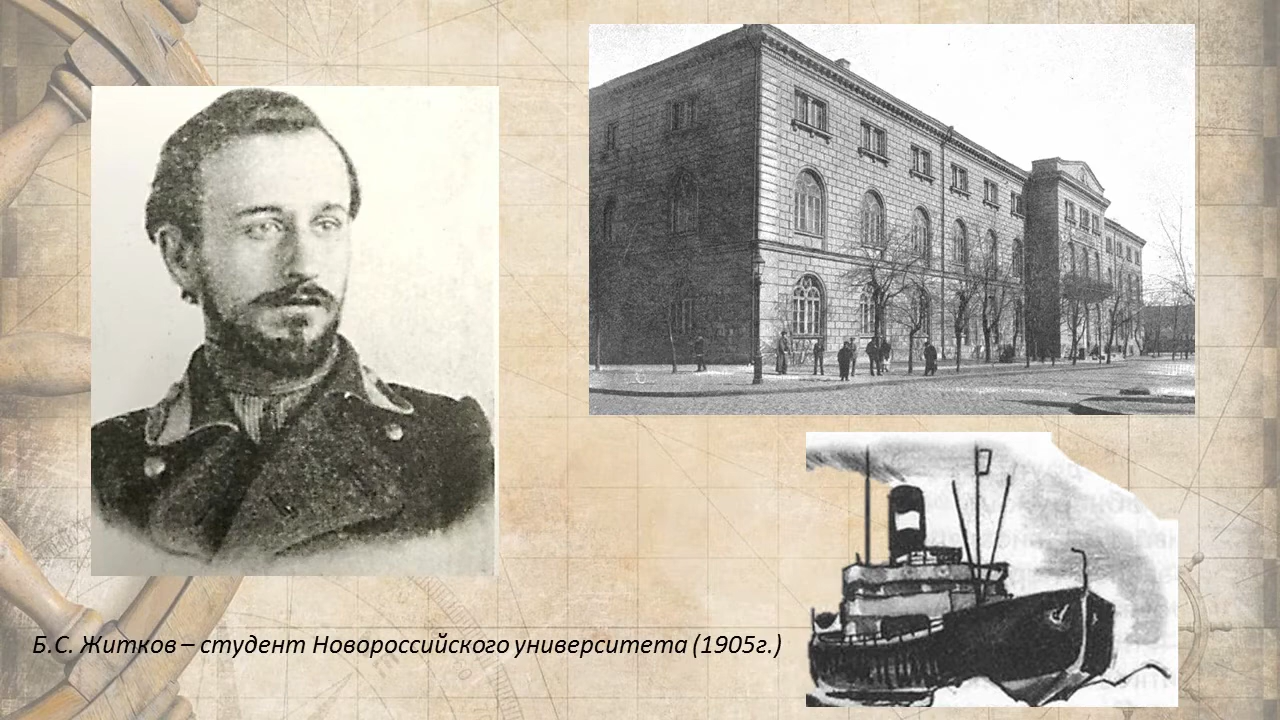 Б.С. Житков – студент Новороссийского университета (1905г.)